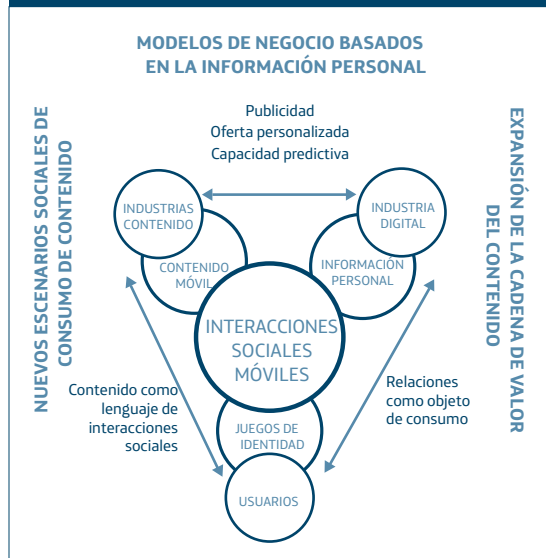 MODELOS DE NEGOCIO BASADOS
EN LA INFORMACIÓN PERSONAL
NUEVOS ESCENARIOS SOCIALES DE
CONSUMO DE CONTENIDO
EXPANSIÓN DE LA CADENA DE VALOR
DEL CONTENIDO
Publicidad
Oferta personalizada
Capacidad predictiva
INDUSTRIAS
CONTENIDO
INDUSTRIA
DIGITAL
CONTENIDO
MÓVIL
INFORMACIÓN
PERSONAL
INTERACCIONES
SOCIALES
MÓVILES
Contenido como
lenguaje de
interacciones
sociales
Relaciones
como objeto
de consumo
JUEGOS DE
IDENTIDAD
USUARIOS